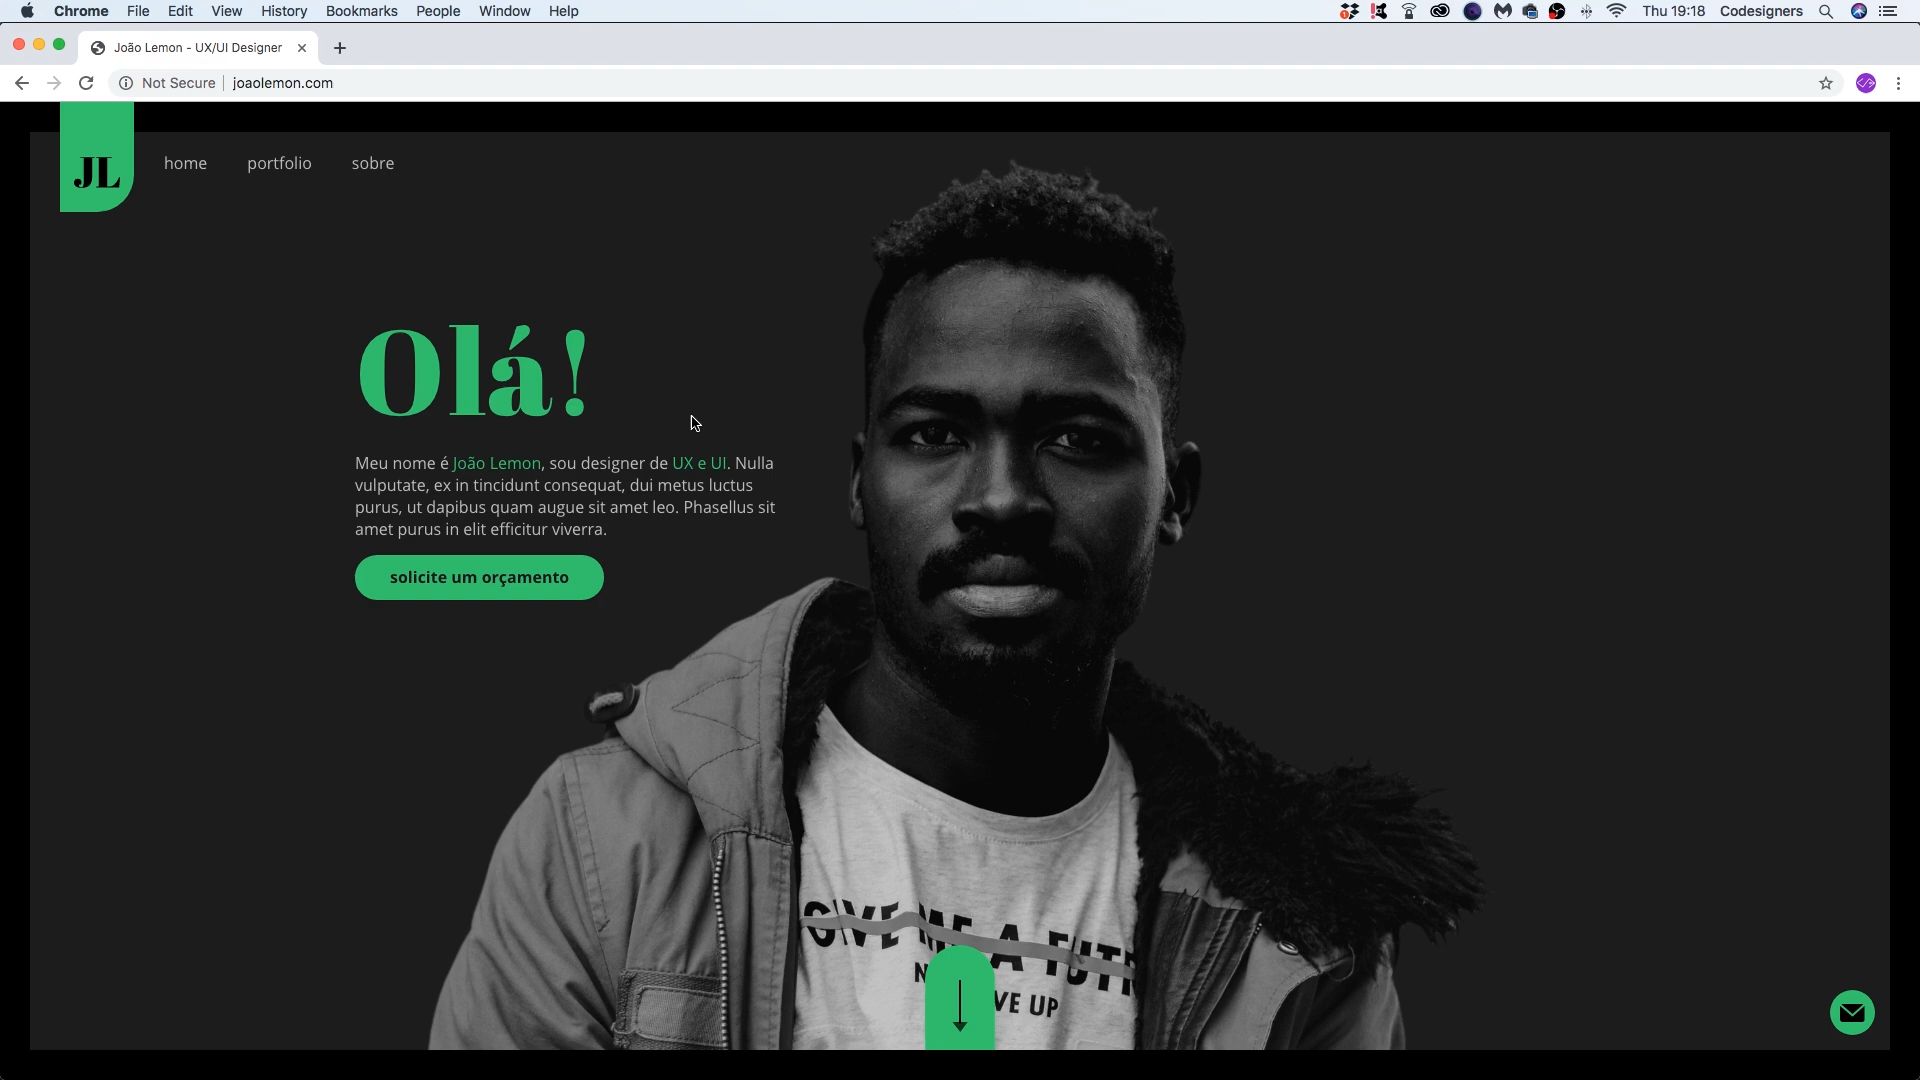 Chrome File Edit View History Bookmarks People Window Help Thu 19:18 Codesigners
João Lemon - UX/UI Designer
Not Secure joaolemon.com
JL home portfolio sobre
Olá!
Meu nome é João Lemon, sou designer de UX e UI. Nulla
vulputate, ex in tincidunt consequat, dui metus luctus
purus, ut dapibus quam augue sit amet leo. Phasellus sit
amet purus in elit efficitur viverra.
solicite um orçamento
GIVE ME A FUT
VE UP